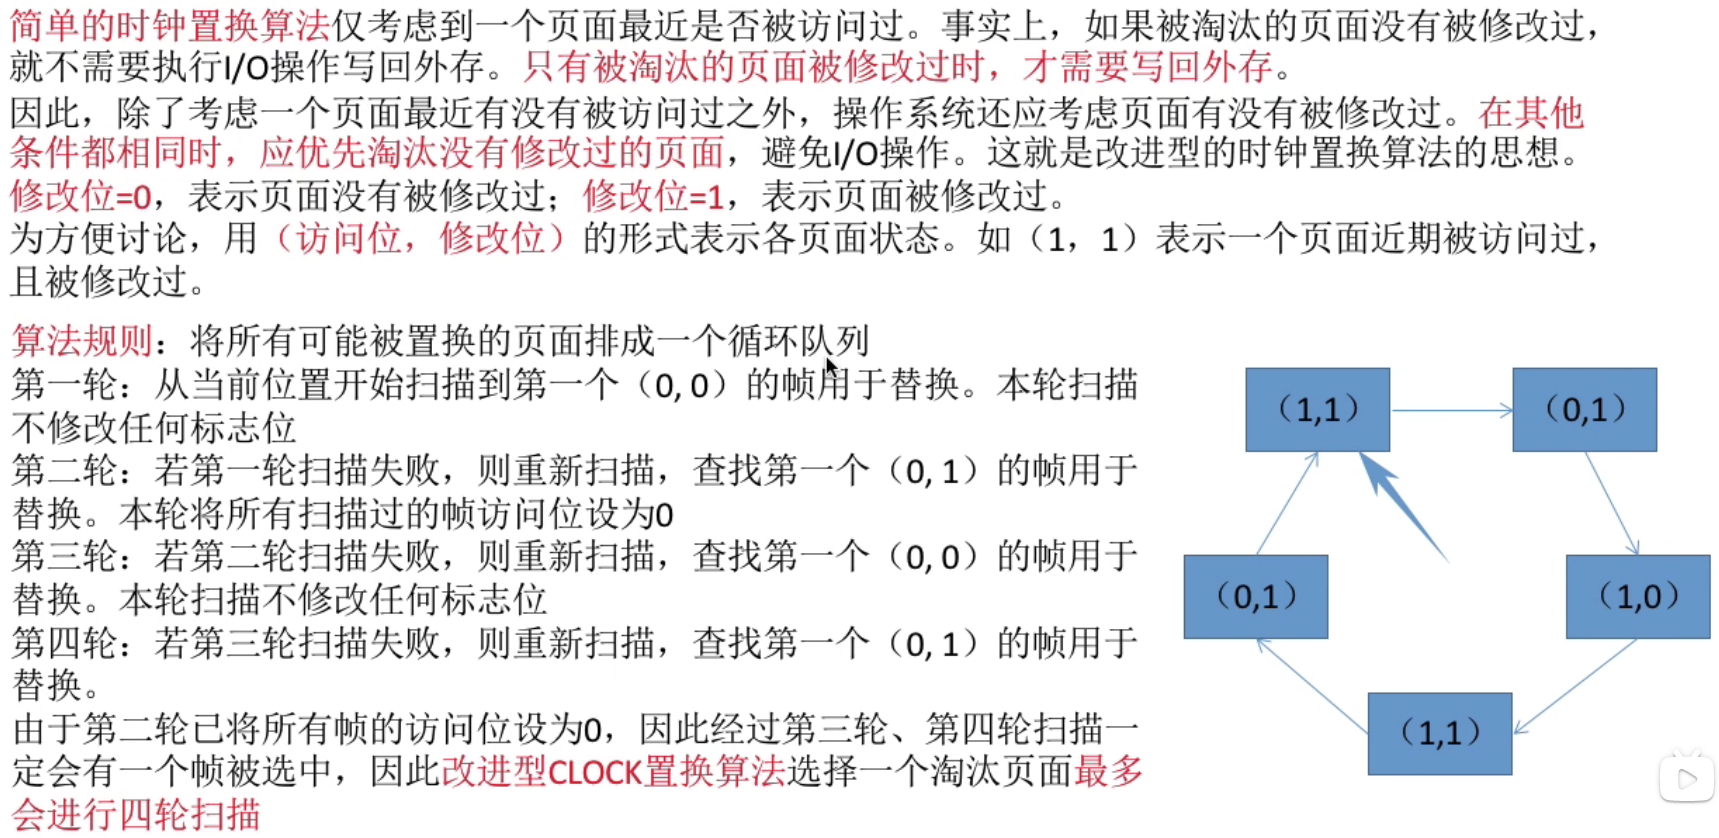 简单的时钟置换算法仅考虑到一个页面最近是否被访问过。事实上，如果被淘汰的页面没有被修改过，
就不需要执行I/O操作写回外存。只有被淘汰的页面被修改过时，才需要写回外存。
因此，除了考虑一个页面最近有没有被访问过之外，操作系统还应考虑页面有没有被修改过。在其他
条件都相同时，应优先淘汰没有修改过的页面，避免I/O操作。这就是改进型的时钟置换算法的思想。
修改位=0，表示页面没有被修改过；修改位=1，表示页面被修改过。
为方便讨论，用（访问位，修改位）的形式表示各页面状态。如（1，1）表示一个页面近期被访问过，
且被修改过。
算法规则：将所有可能被置换的页面排成一个循环队列
第一轮：从当前位置开始扫描到第一个（0, 0）的帧用于替换。本轮扫描
不修改任何标志位
第二轮：若第一轮扫描失败，则重新扫描，查找第一个（0, 1）的帧用于
替换。本轮将所有扫描过的帧访问位设为0
第三轮：若第二轮扫描失败，则重新扫描，查找第一个（0, 0）的帧用于
替换。本轮扫描不修改任何标志位
第四轮：若第三轮扫描失败，则重新扫描，查找第一个（0, 1）的帧用于
替换。
由于第二轮已将所有帧的访问位设为0，因此经过第三轮、第四轮扫描一
定会有一个帧被选中，因此改进型CLOCK置换算法选择一个淘汰页面最多
会进行四轮扫描
（1,1）
（0,1）
（1,0）
（1,1）
（0,1）